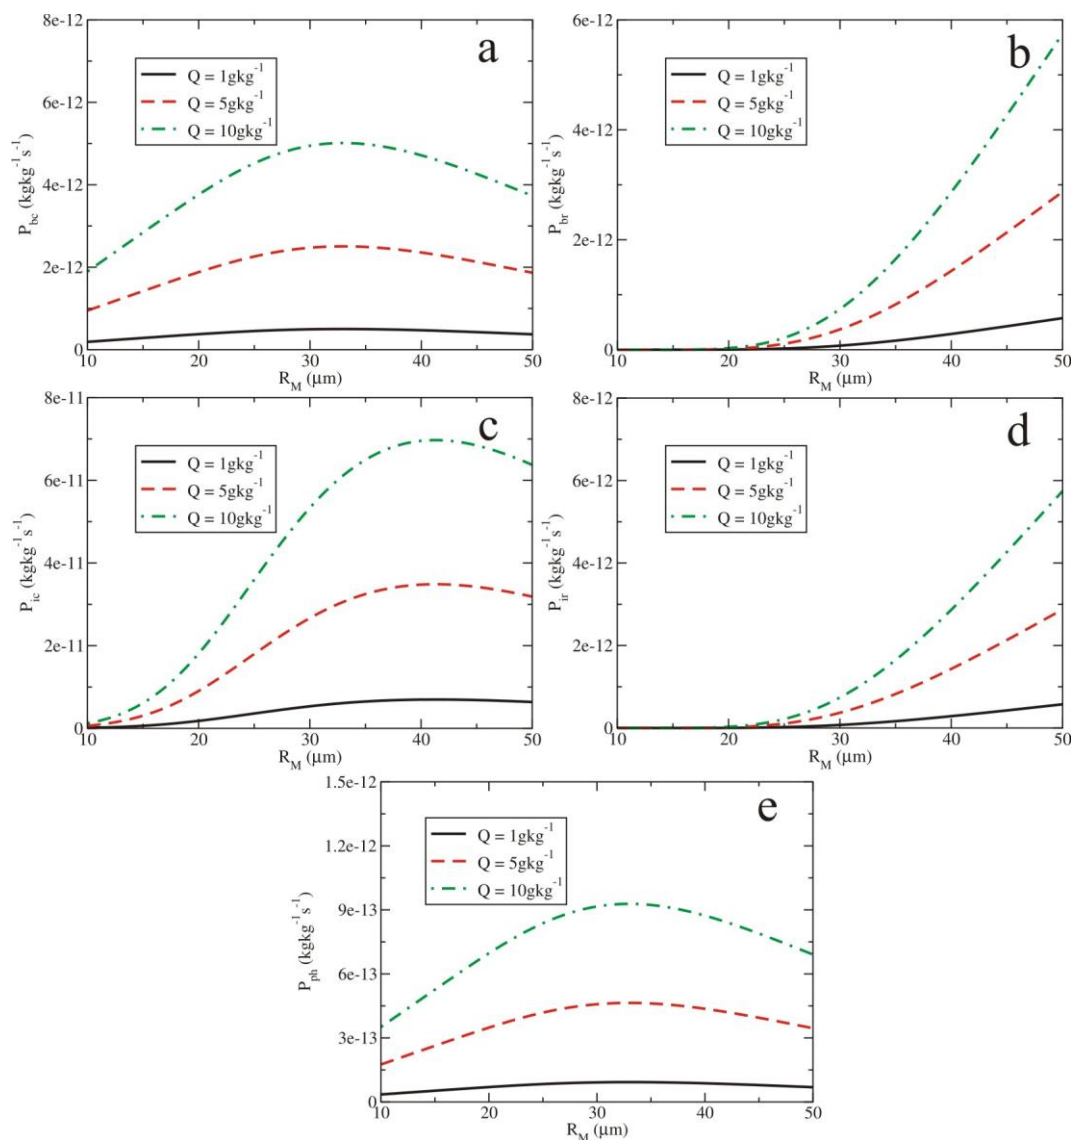 a
8e-12
6e-12
4e-12
2e-12
0
P_bc (kgkg^-1 s^-1)
Q = 1gkg^-1
Q = 5gkg^-1
Q = 10gkg^-1
10 20 30 40 50
R_M (μm)
b
6e-12
4e-12
2e-12
0
P_br (kgkg^-1 s^-1)
Q = 1gkg^-1
Q = 5gkg^-1
Q = 10gkg^-1
10 20 30 40 50
R_M (μm)
c
8e-11
6e-11
4e-11
2e-11
0
P_ic (kgkg^-1 s^-1)
Q = 1gkg^-1
Q = 5gkg^-1
Q = 10gkg^-1
10 20 30 40 50
R_M (μm)
d
8e-12
6e-12
4e-12
2e-12
0
P_ir (kgkg^-1 s^-1)
Q = 1gkg^-1
Q = 5gkg^-1
Q = 10gkg^-1
10 20 30 40 50
R_M (μm)
e
1.5e-12
1.2e-12
9e-13
6e-13
3e-13
0
P_ph (kgkg^-1 s^-1)
Q = 1gkg^-1
Q = 5gkg^-1
Q = 10gkg^-1
10 20 30 40 50
R_M (μm)